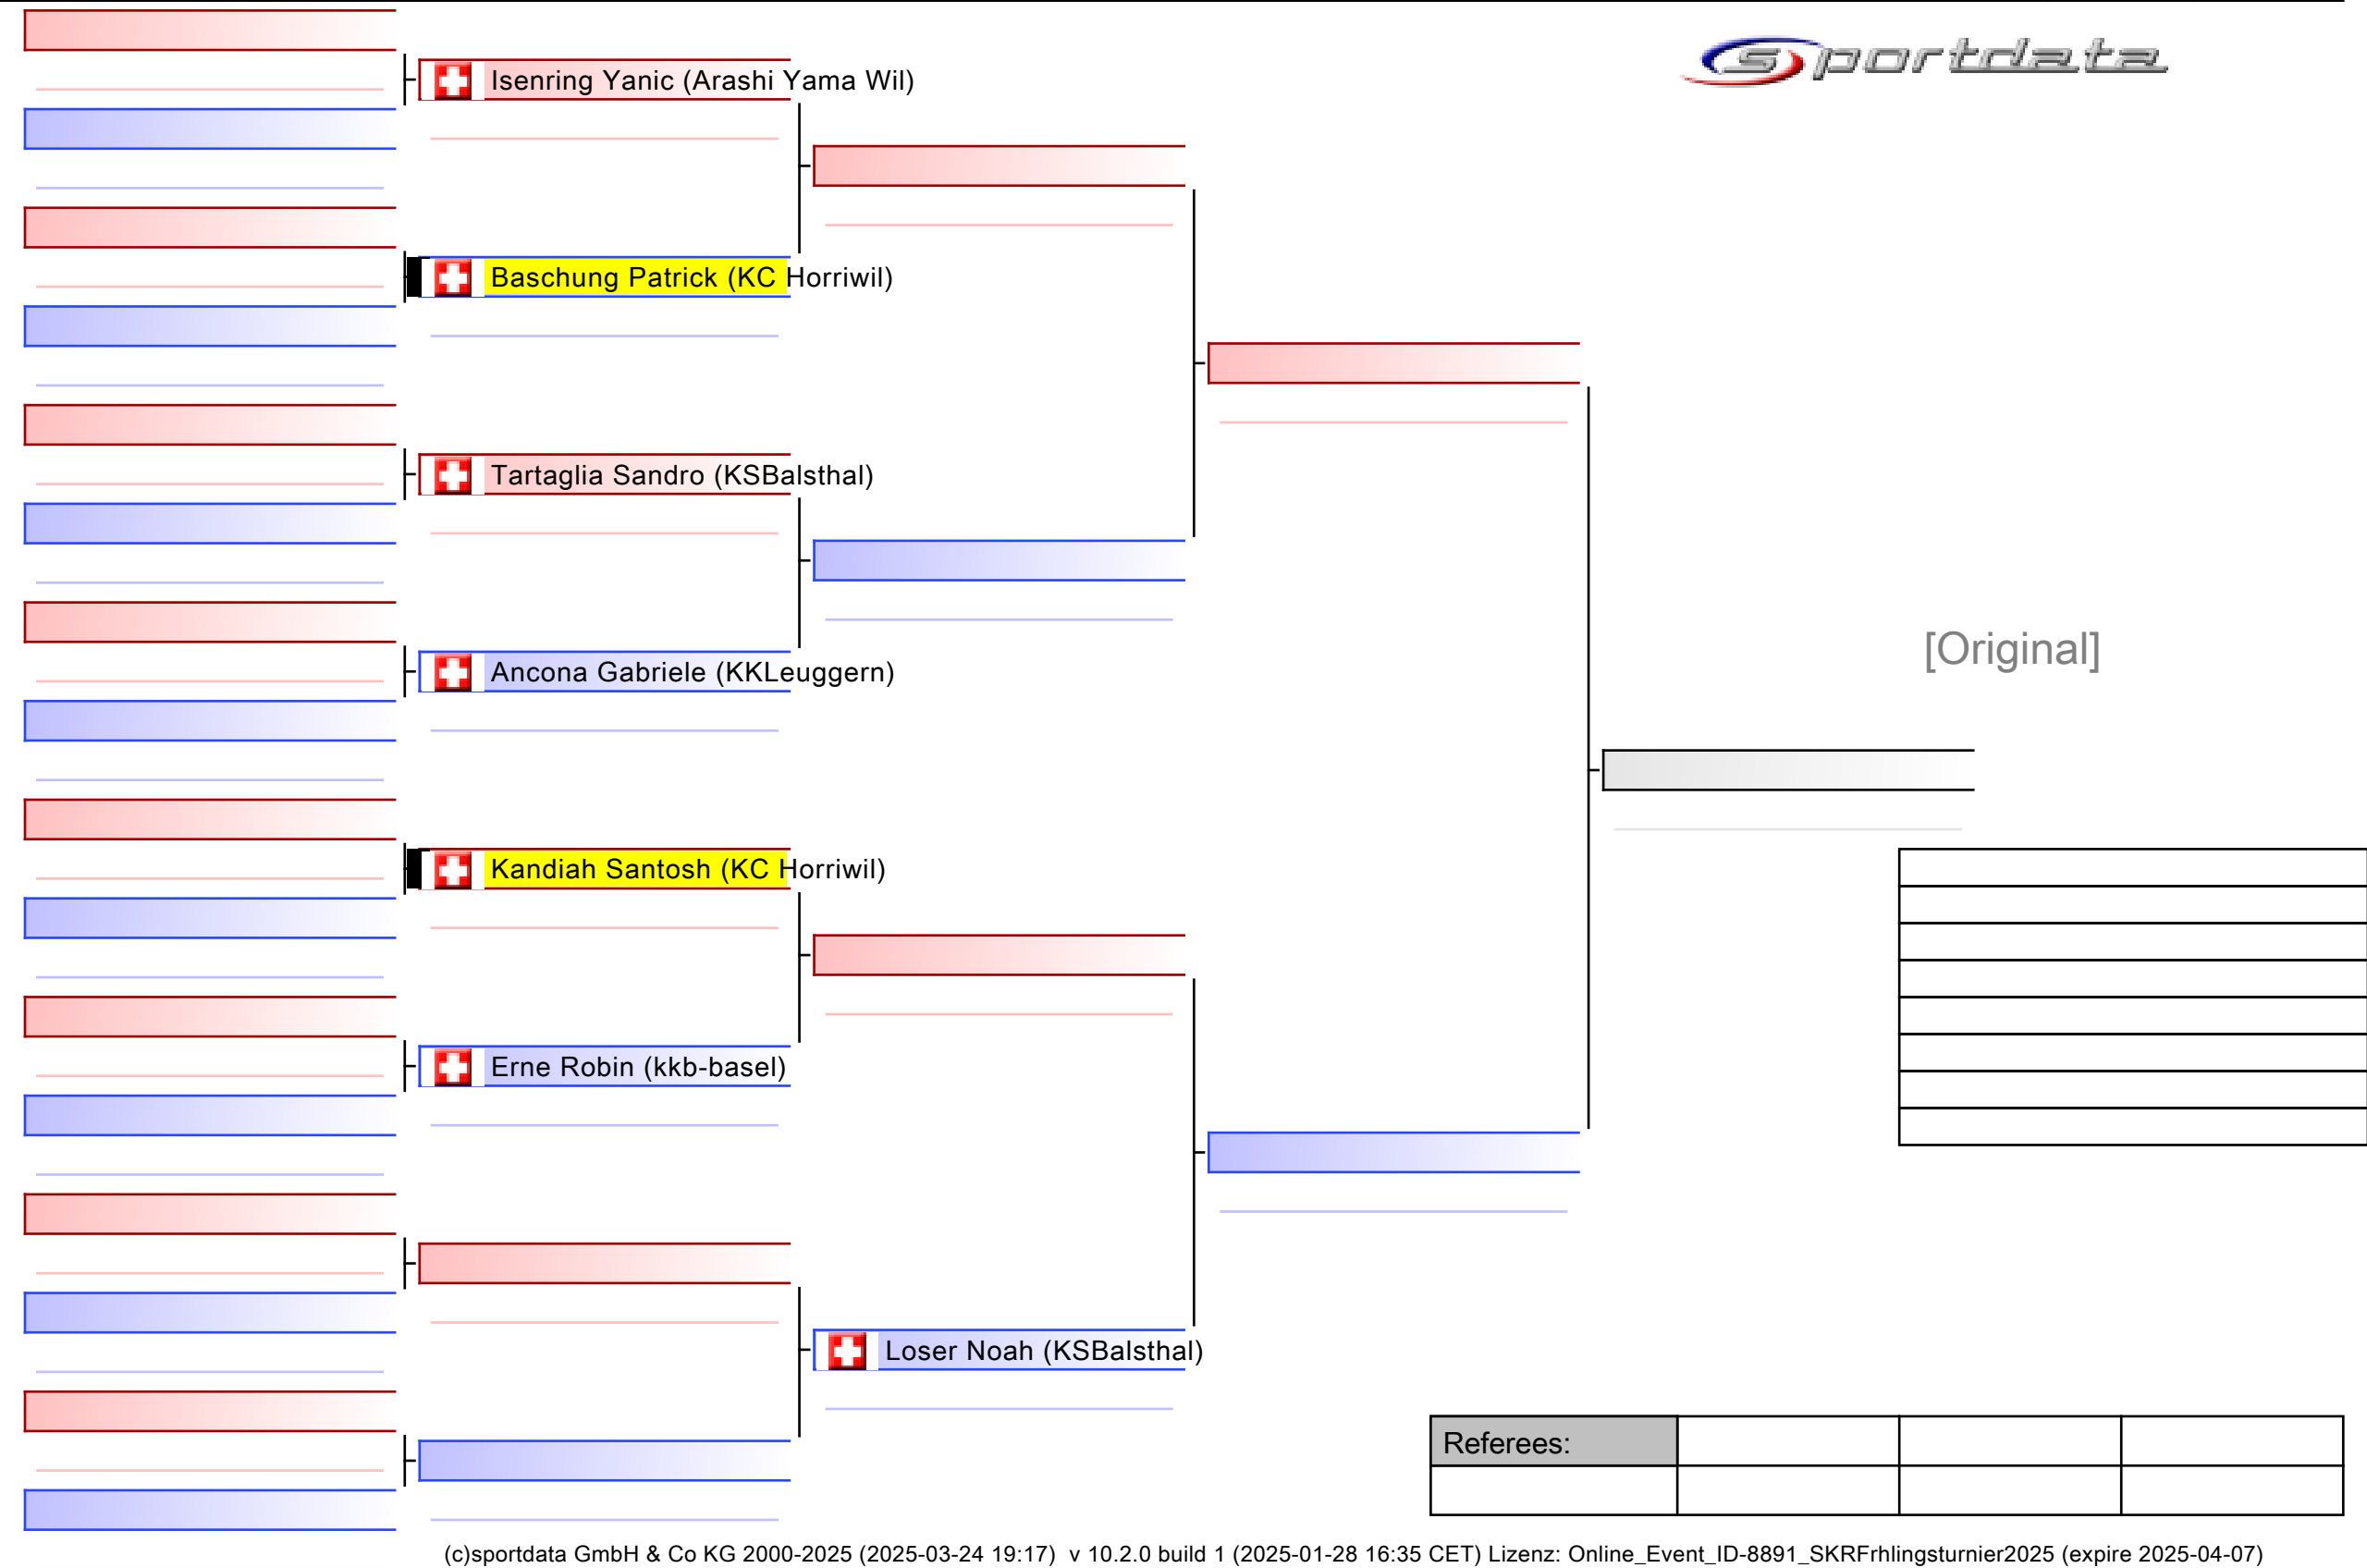 sportdata
Isenring Yanic (Arashi Yama Wil)
Baschung Patrick (KC Horriwil)
Tartaglia Sandro (KSBalsthal)
Ancona Gabriele (KKLeuggern)
[Original]
Kandiah Santosh (KC Horriwil)
Erne Robin (kkb-basel)
Loser Noah (KSBalsthal)
Referees:
(c)sportdata GmbH & Co KG 2000-2025 (2025-03-24 19:17) v 10.2.0 build 1 (2025-01-28 16:35 CET) Lizenz: Online_Event_ID-8891_SKRFrhlingsturnier2025 (expire 2025-04-07)